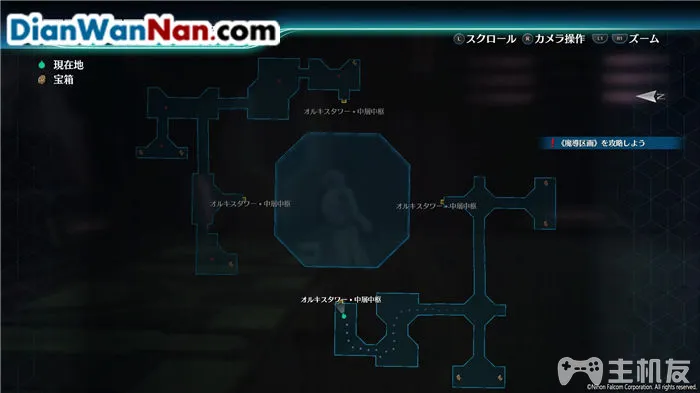 DianWanNan.com
L スクロール R カメラ操作 L1 R1 ズーム
現在地
宝箱
N
オルキスタワー・中層中枢
! 《魔導区画》を攻略しよう
オルキスタワー・中層中枢
オルキスタワー・中層中枢
オルキスタワー・中層中枢
主机友
©Nihon Falcom Corporation. All rights reserved.